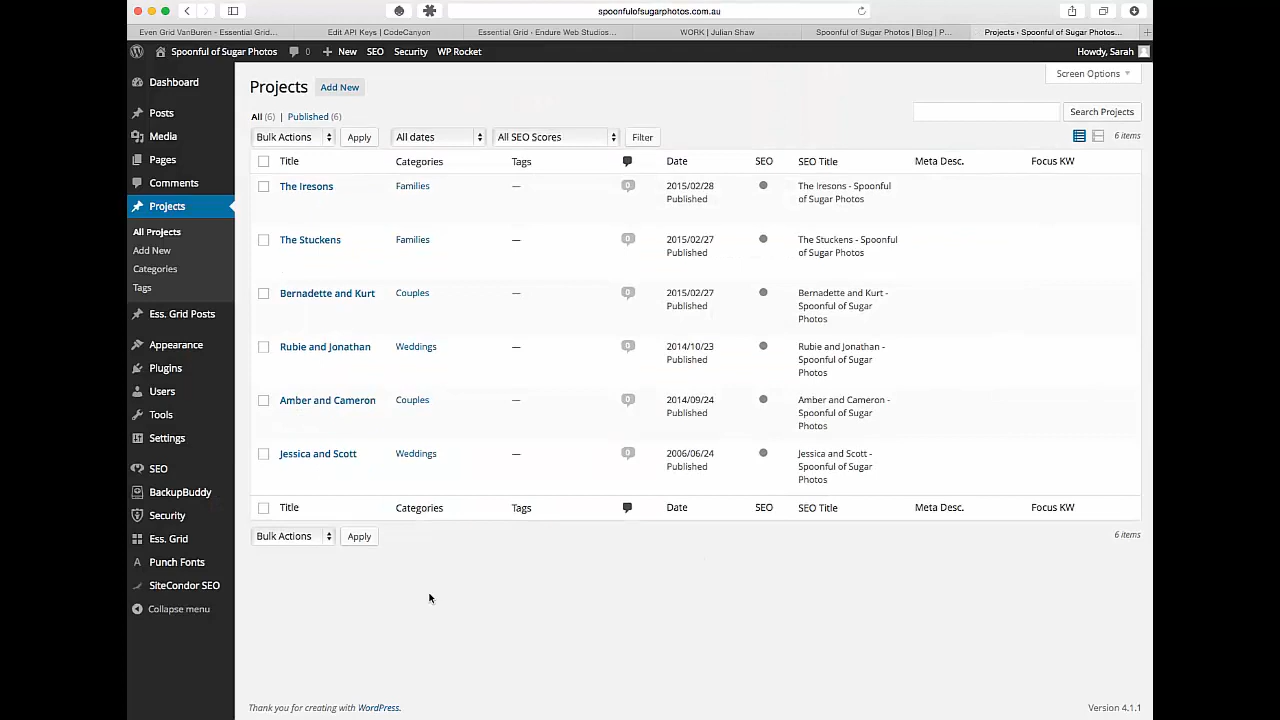 spoonfulofsugarphotos.com.au
Even Grid VanBuren - Essential Grid...
Edit API Keys | CodeCanyon
Essential Grid - Endure Web Studios...
WORK | Julian Shaw
Spoonful of Sugar Photos | Blog | P...
Projects ‹ Spoonful of Sugar Photos...
Spoonful of Sugar Photos
0
New
SEO
Security
WP Rocket
Howdy, Sarah
Dashboard
Posts
Media
Pages
Comments
Projects
All Projects
Add New
Categories
Tags
Ess. Grid Posts
Appearance
Plugins
Users
Tools
Settings
SEO
BackupBuddy
Security
Ess. Grid
Punch Fonts
SiteCondor SEO
Collapse menu
Screen Options
Projects Add New
All (6) | Published (6)
Search Projects
Bulk Actions Apply All dates All SEO Scores Filter
6 items
Title Categories Tags Date SEO SEO Title Meta Desc. Focus KW
The Iresons Families — 0 2015/02/28 The Iresons - Spoonful
Published of Sugar Photos
The Stuckens Families — 0 2015/02/27 The Stuckens - Spoonful
Published of Sugar Photos
Bernadette and Kurt Couples — 0 2015/02/27 Bernadette and Kurt -
Published Spoonful of Sugar
Photos
Rubie and Jonathan Weddings — 0 2014/10/23 Rubie and Jonathan -
Published Spoonful of Sugar
Photos
Amber and Cameron Couples — 0 2014/09/24 Amber and Cameron -
Published Spoonful of Sugar
Photos
Jessica and Scott Weddings — 0 2006/06/24 Jessica and Scott -
Published Spoonful of Sugar
Photos
Title Categories Tags Date SEO SEO Title Meta Desc. Focus KW
Bulk Actions Apply
6 items
Thank you for creating with WordPress.
Version 4.1.1